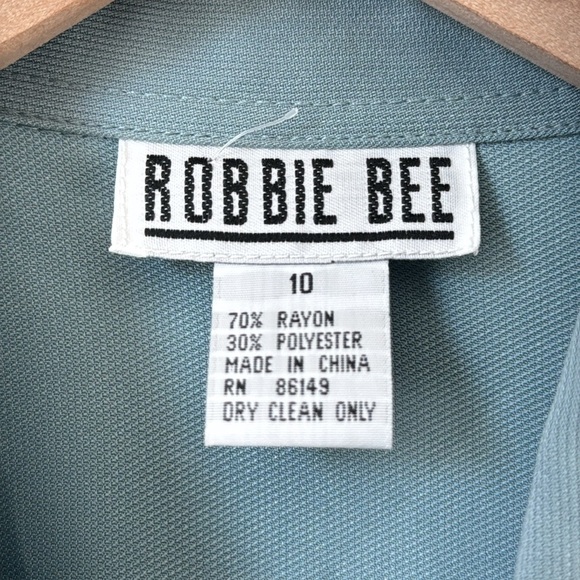 ROBBIE BEE
10
70% RAYON
30% POLYESTER
MADE IN CHINA
RN 86149
DRY CLEAN ONLY